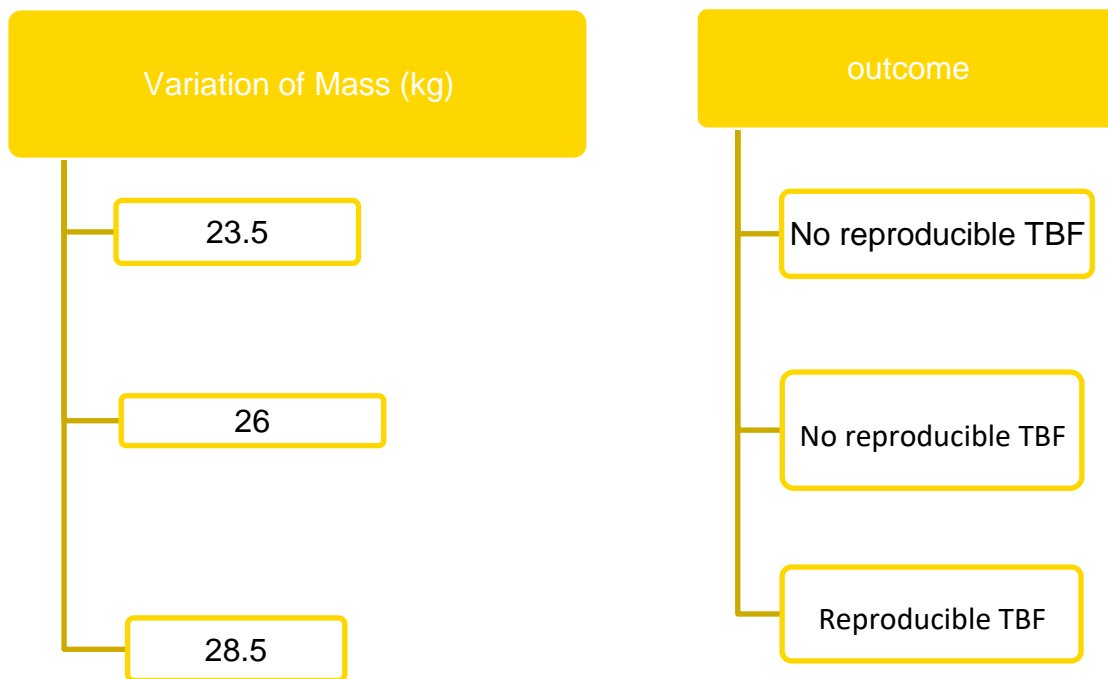 Variation of Mass (kg)
23.5
26
28.5
outcome
No reproducible TBF
No reproducible TBF
Reproducible TBF